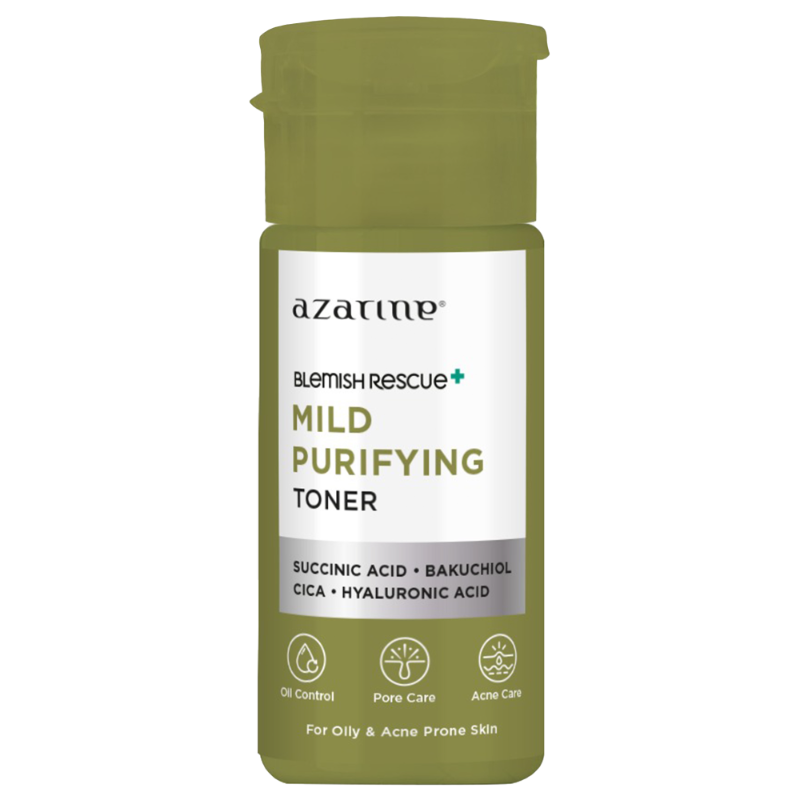 azarine®
BLEMISH RESCUE+
MILD
PURIFYING
TONER
SUCCINIC ACID • BAKUCHIOL
CICA • HYALURONIC ACID
Oil Control
Pore Care
Acne Care
For Oily & Acne Prone Skin